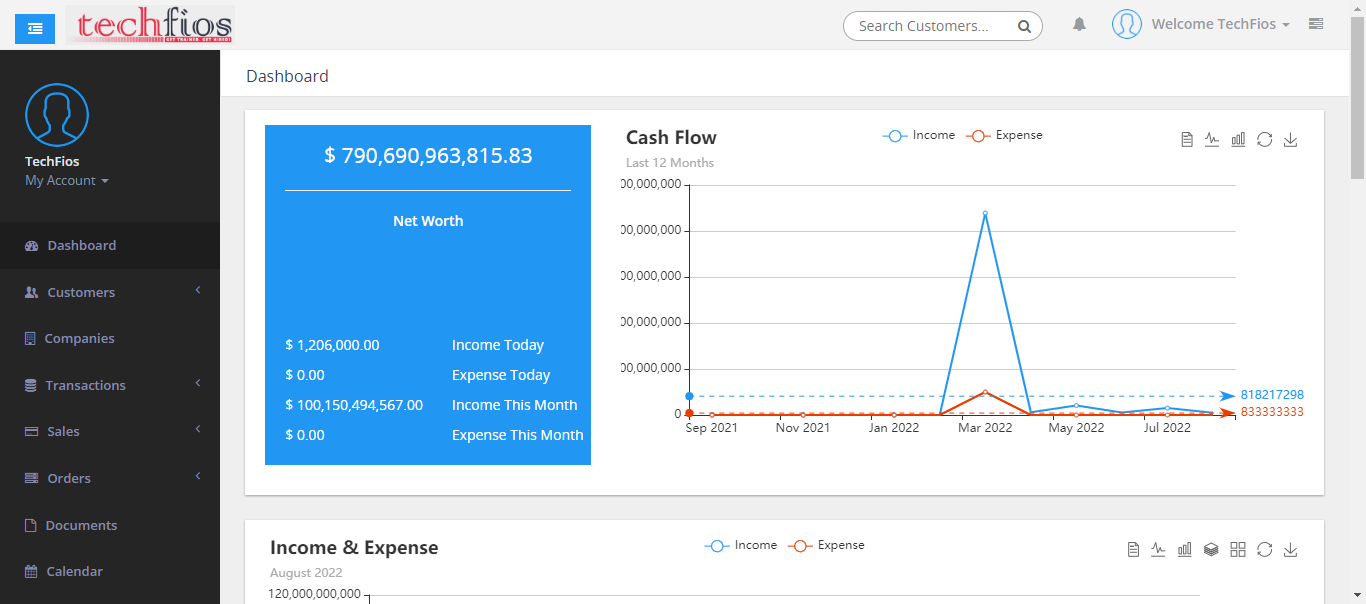 techfios
GET TRAINED. GET HIRED!
Search Customers...
Welcome TechFios
TechFios
My Account
Dashboard
Customers
Companies
Transactions
Sales
Orders
Documents
Calendar
Dashboard
$ 790,690,963,815.83
Net Worth
$ 1,206,000.00 Income Today
$ 0.00 Expense Today
$ 100,150,494,567.00 Income This Month
$ 0.00 Expense This Month
Cash Flow
Last 12 Months
Income Expense
00,000,000
00,000,000
00,000,000
00,000,000
00,000,000
0
818217298
833333333
Sep 2021 Nov 2021 Jan 2022 Mar 2022 May 2022 Jul 2022
Income & Expense
August 2022
Income Expense
120,000,000,000